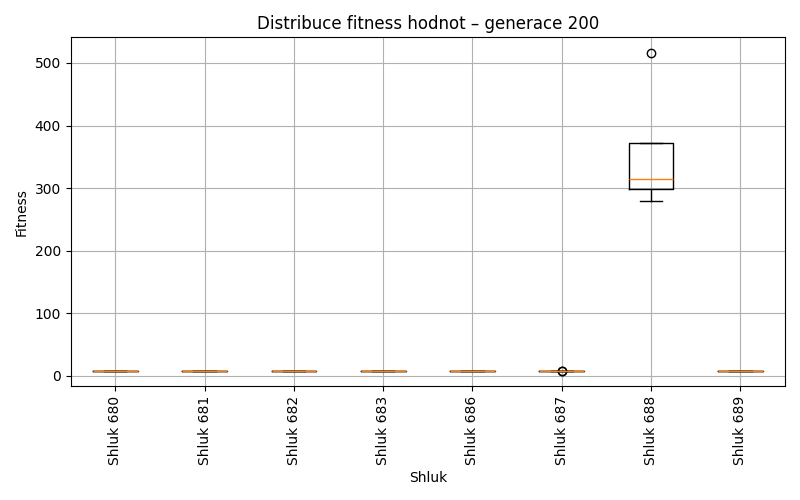 Distribuce fitness hodnot – generace 200
Fitness
500
400
300
200
100
0
Shluk 680
Shluk 681
Shluk 682
Shluk 683
Shluk 686
Shluk 687
Shluk 688
Shluk 689
Shluk